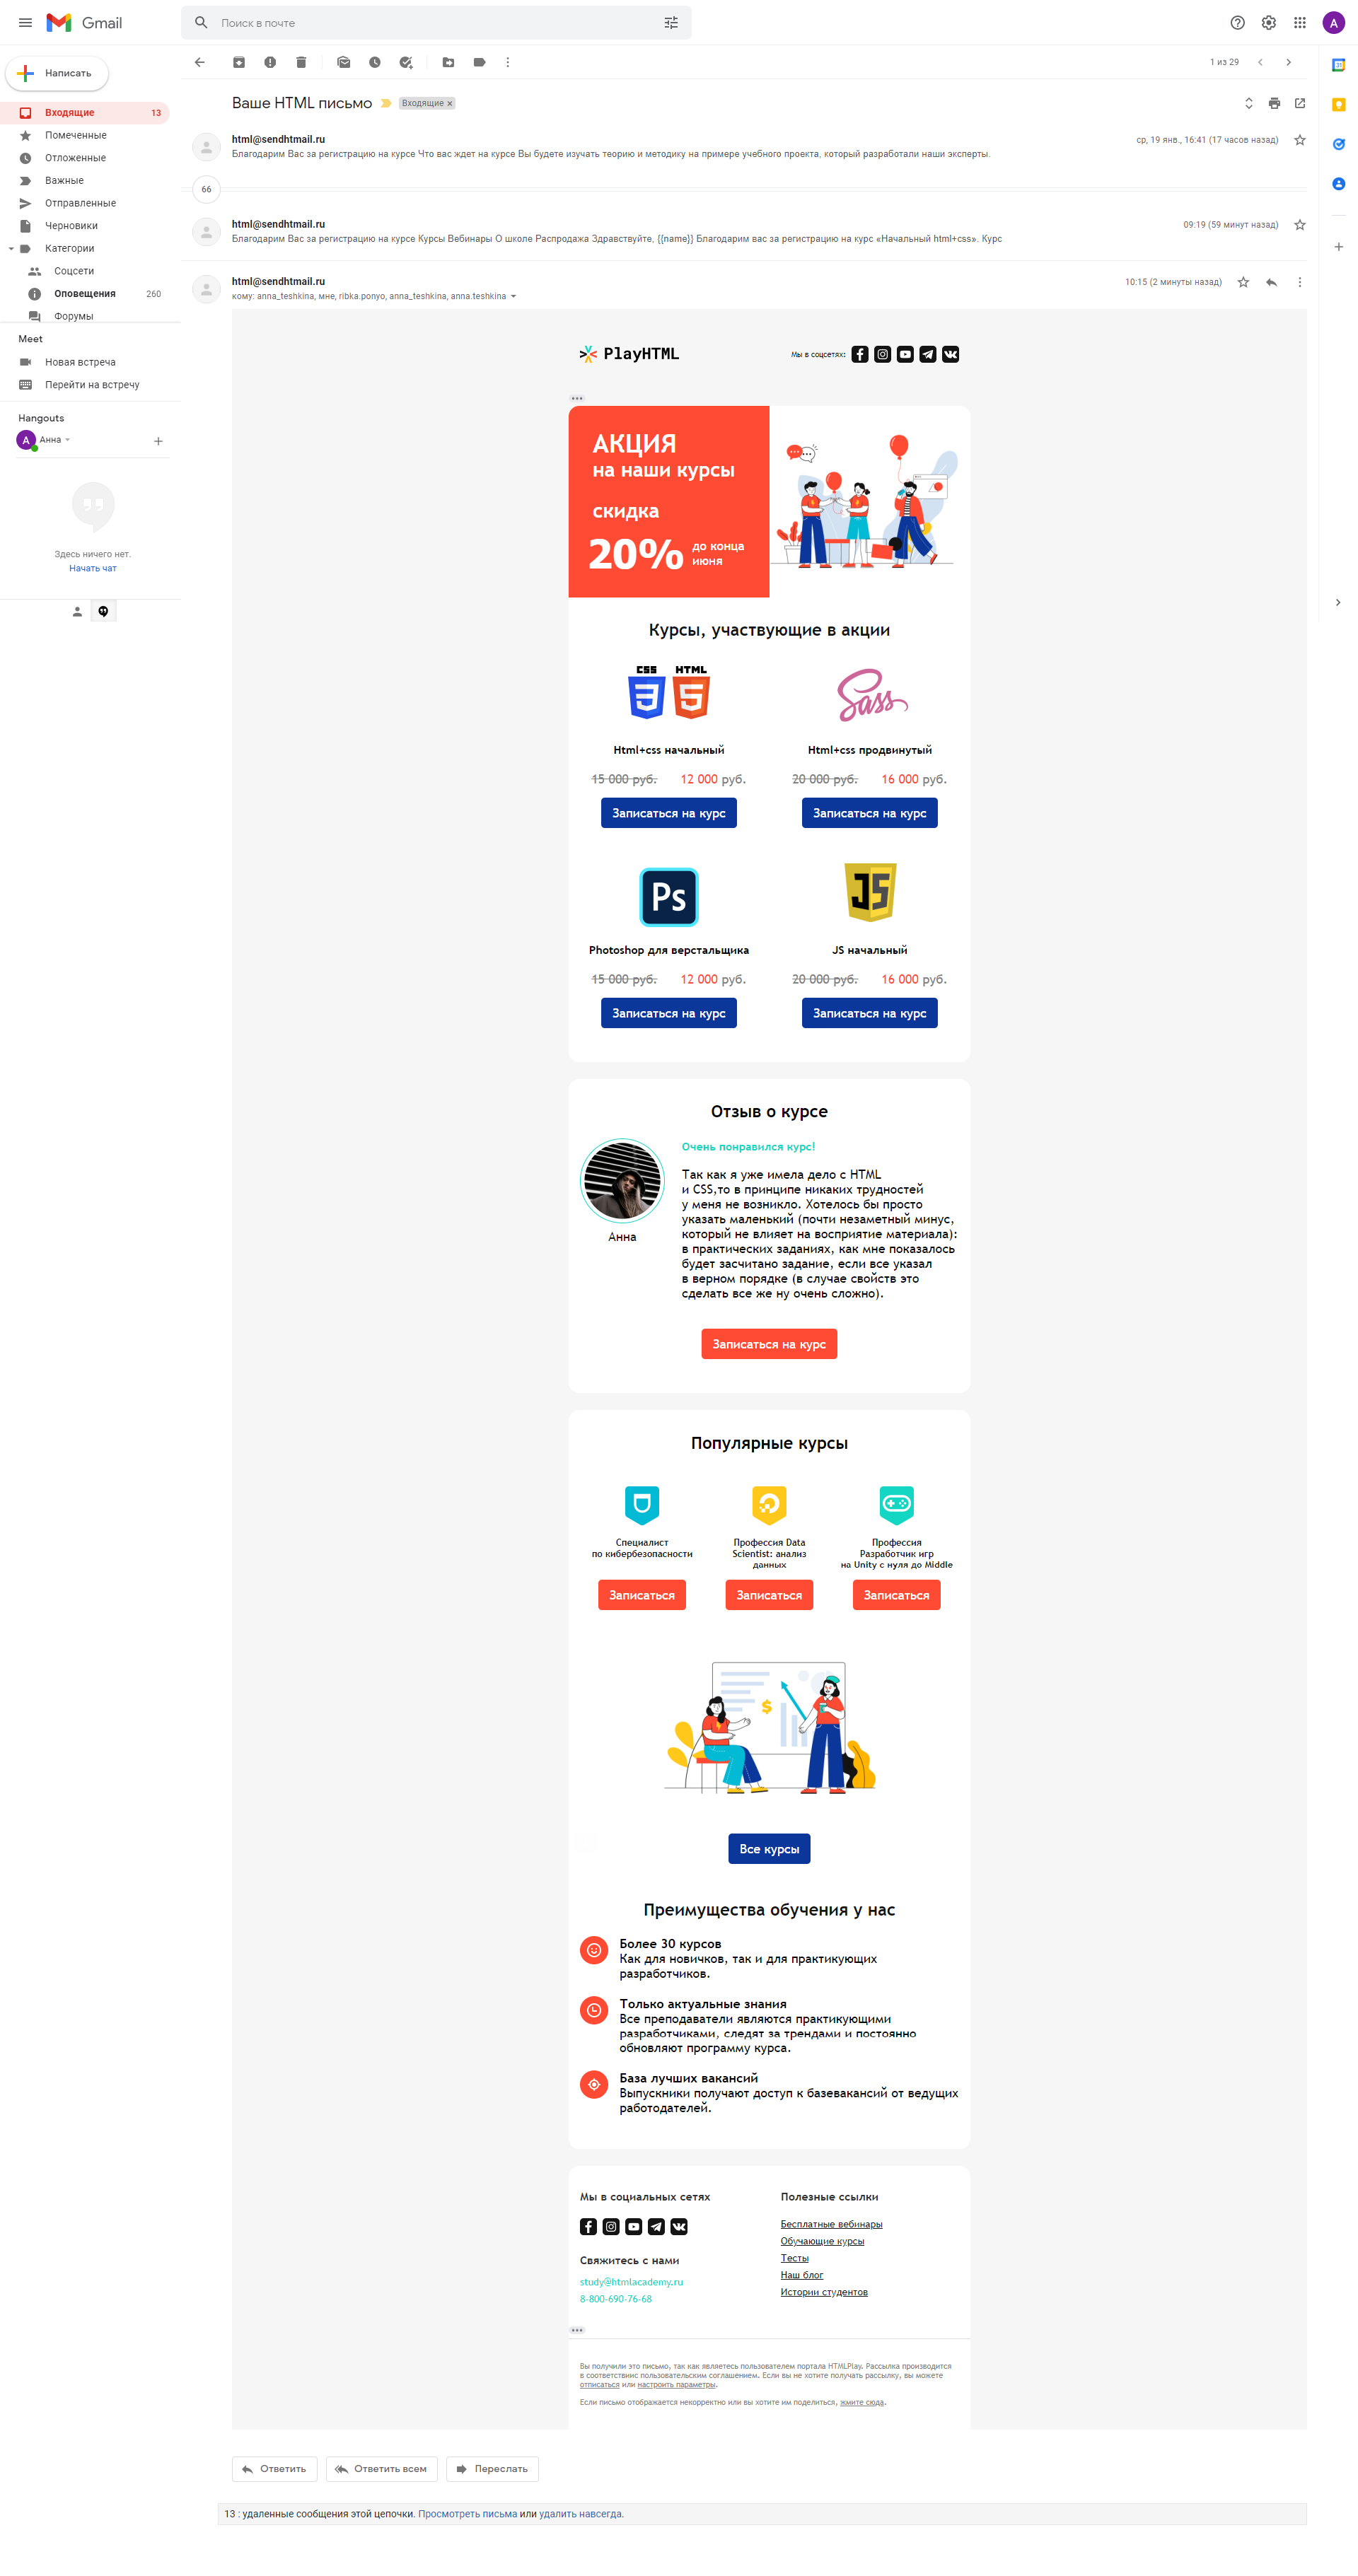 Gmail
Поиск в почте
Написать
Входящие 13
Помеченные
Отложенные
Важные
Отправленные
Черновики
Категории
Соцсети
Оповещения 260
Форумы
Meet
Новая встреча
Перейти на встречу
Hangouts
Анна
Здесь ничего нет.
Начать чат
1 из 29
Ваше HTML письмо Входящие ×
html@sendhtmail.ru ср, 19 янв., 16:41 (17 часов назад)
Благодарим Вас за регистрацию на курсе Что вас ждет на курсе Вы будете изучать теорию и методику на примере учебного проекта, который разработали наши эксперты.
66
html@sendhtmail.ru 09:19 (59 минут назад)
Благодарим Вас за регистрацию на курсе Курсы Вебинары О школе Распродажа Здравствуйте, {{name}} Благодарим вас за регистрацию на курс «Начальный html+css». Курс
html@sendhtmail.ru 10:15 (2 минуты назад)
кому: anna_teshkina, мне, ribka.ponyo, anna_teshkina, anna.teshkina
PlayHTML Мы в соцсетях:
АКЦИЯ
на наши курсы
скидка
20% до конца
июня
Курсы, участвующие в акции
CSS HTML
3 5
Sass
Html+css начальный
15 000 руб. 12 000 руб.
Записаться на курс
Html+css продвинутый
20 000 руб. 16 000 руб.
Записаться на курс
Ps
JS
Photoshop для верстальщика
15 000 руб. 12 000 руб.
Записаться на курс
JS начальный
20 000 руб. 16 000 руб.
Записаться на курс
Отзыв о курсе
Анна
Очень понравился курс!
Так как я уже имела дело с HTML
и CSS,то в принципе никаких трудностей
у меня не возникло. Хотелось бы просто
указать маленький (почти незаметный минус,
который не влияет на восприятие материала):
в практических заданиях, как мне показалось
будет засчитано задание, если все указал
в верном порядке (в случае свойств это
сделать все же ну очень сложно).
Записаться на курс
Популярные курсы
Специалист
по кибербезопасности
Записаться
Профессия Data
Scientist: анализ
данных
Записаться
Профессия
Разработчик игр
на Unity с нуля до Middle
Записаться
$
Все курсы
Преимущества обучения у нас
Более 30 курсов
Как для новичков, так и для практикующих
разработчиков.
Только актуальные знания
Все преподаватели являются практикующими
разработчиками, следят за трендами и постоянно
обновляют программу курса.
База лучших вакансий
Выпускники получают доступ к базевакансий от ведущих
работодателей.
Мы в социальных сетях
Свяжитесь с нами
study@htmlacademy.ru
8-800-690-76-68
Полезные ссылки
Бесплатные вебинары
Обучающие курсы
Тесты
Наш блог
Истории студентов
Вы получили это письмо, так как являетесь пользователем портала HTMLPlay. Рассылка производится
в соответствиис пользовательским соглашением. Если вы не хотите получать рассылку, вы можете
отписаться или настроить параметры.
Если письмо отображается некорректно или вы хотите им поделиться, жмите сюда.
Ответить Ответить всем Переслать
13 : удаленные сообщения этой цепочки. Просмотреть письма или удалить навсегда.